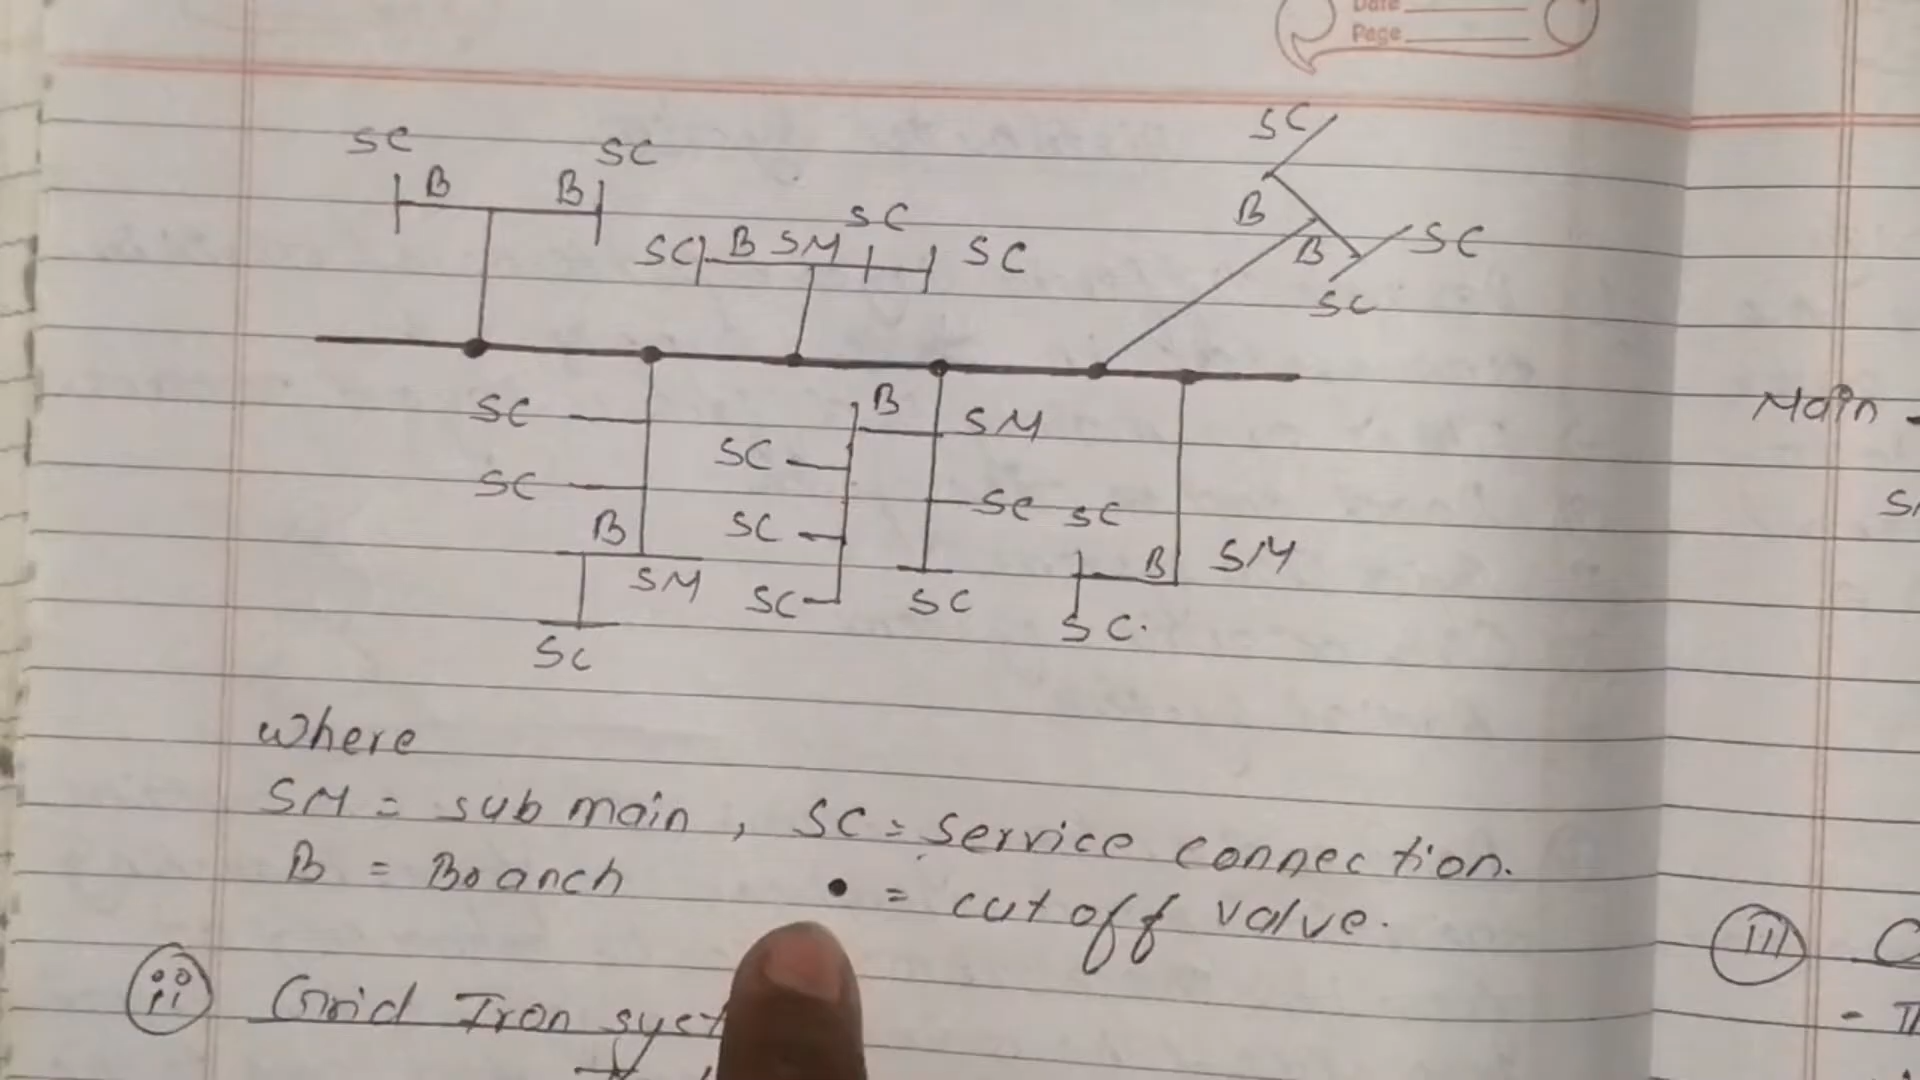 Date
Page
SC
SC
SC
B
B
SC
B
SC
SC
B SM
SC
B
SC
SC
Main -
SC
B
SM
SC
SC
SC
SC
B
SC
SM
B
SM
SC
SC
SC.
SC
where
SM = sub main, SC = service connection.
B = Branch • = cut off valve.
(ii) Grid Iron syst
(III) C